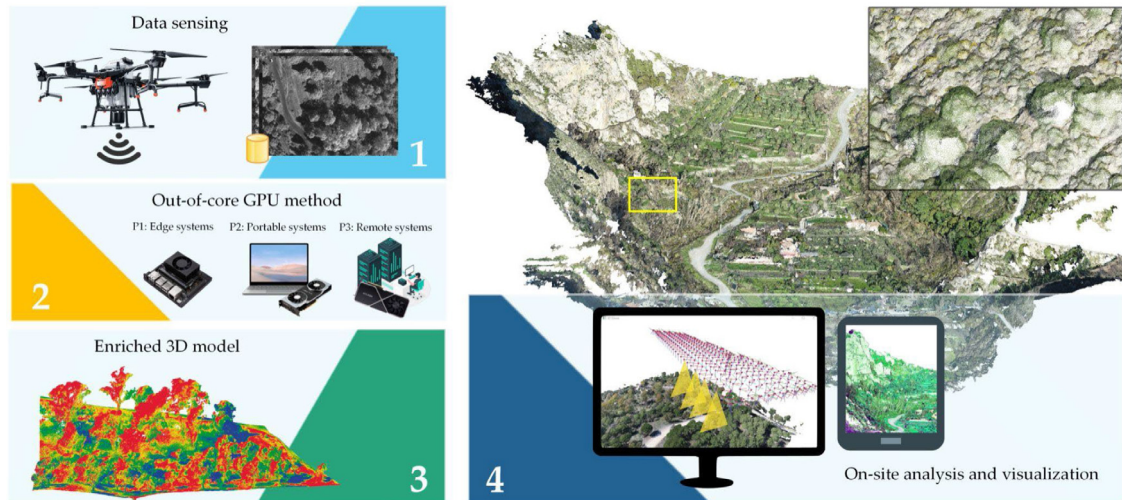 Data sensing
1
Out-of-core GPU method
P1: Edge systems
P2: Portable systems
P3: Remote systems
2
Enriched 3D model
3
4
On-site analysis and visualization